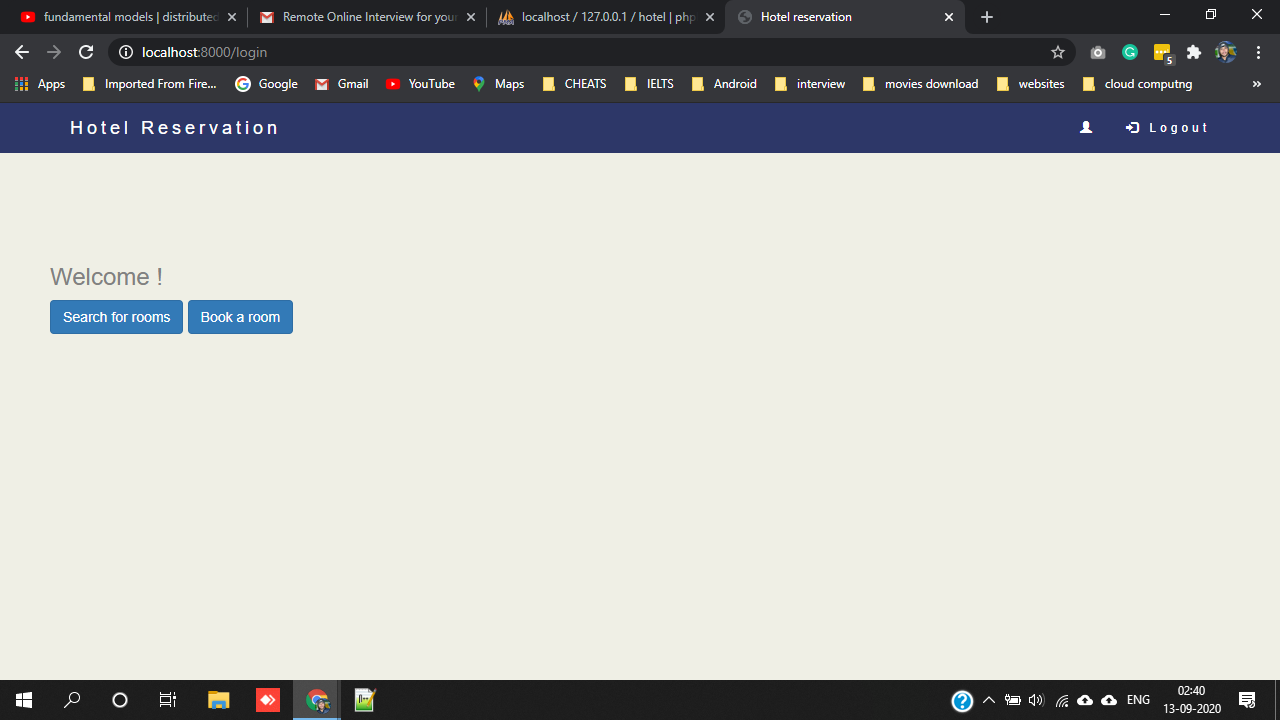 fundamental models | distributed
Remote Online Interview for your
localhost / 127.0.0.1 / hotel | php
Hotel reservation
localhost:8000/login
5
Apps
Imported From Fire...
Google
Gmail
YouTube
Maps
CHEATS
IELTS
Android
interview
movies download
websites
cloud computng
»
Hotel Reservation
Logout
Welcome !
Search for rooms
Book a room
ENG
02:40
13-09-2020